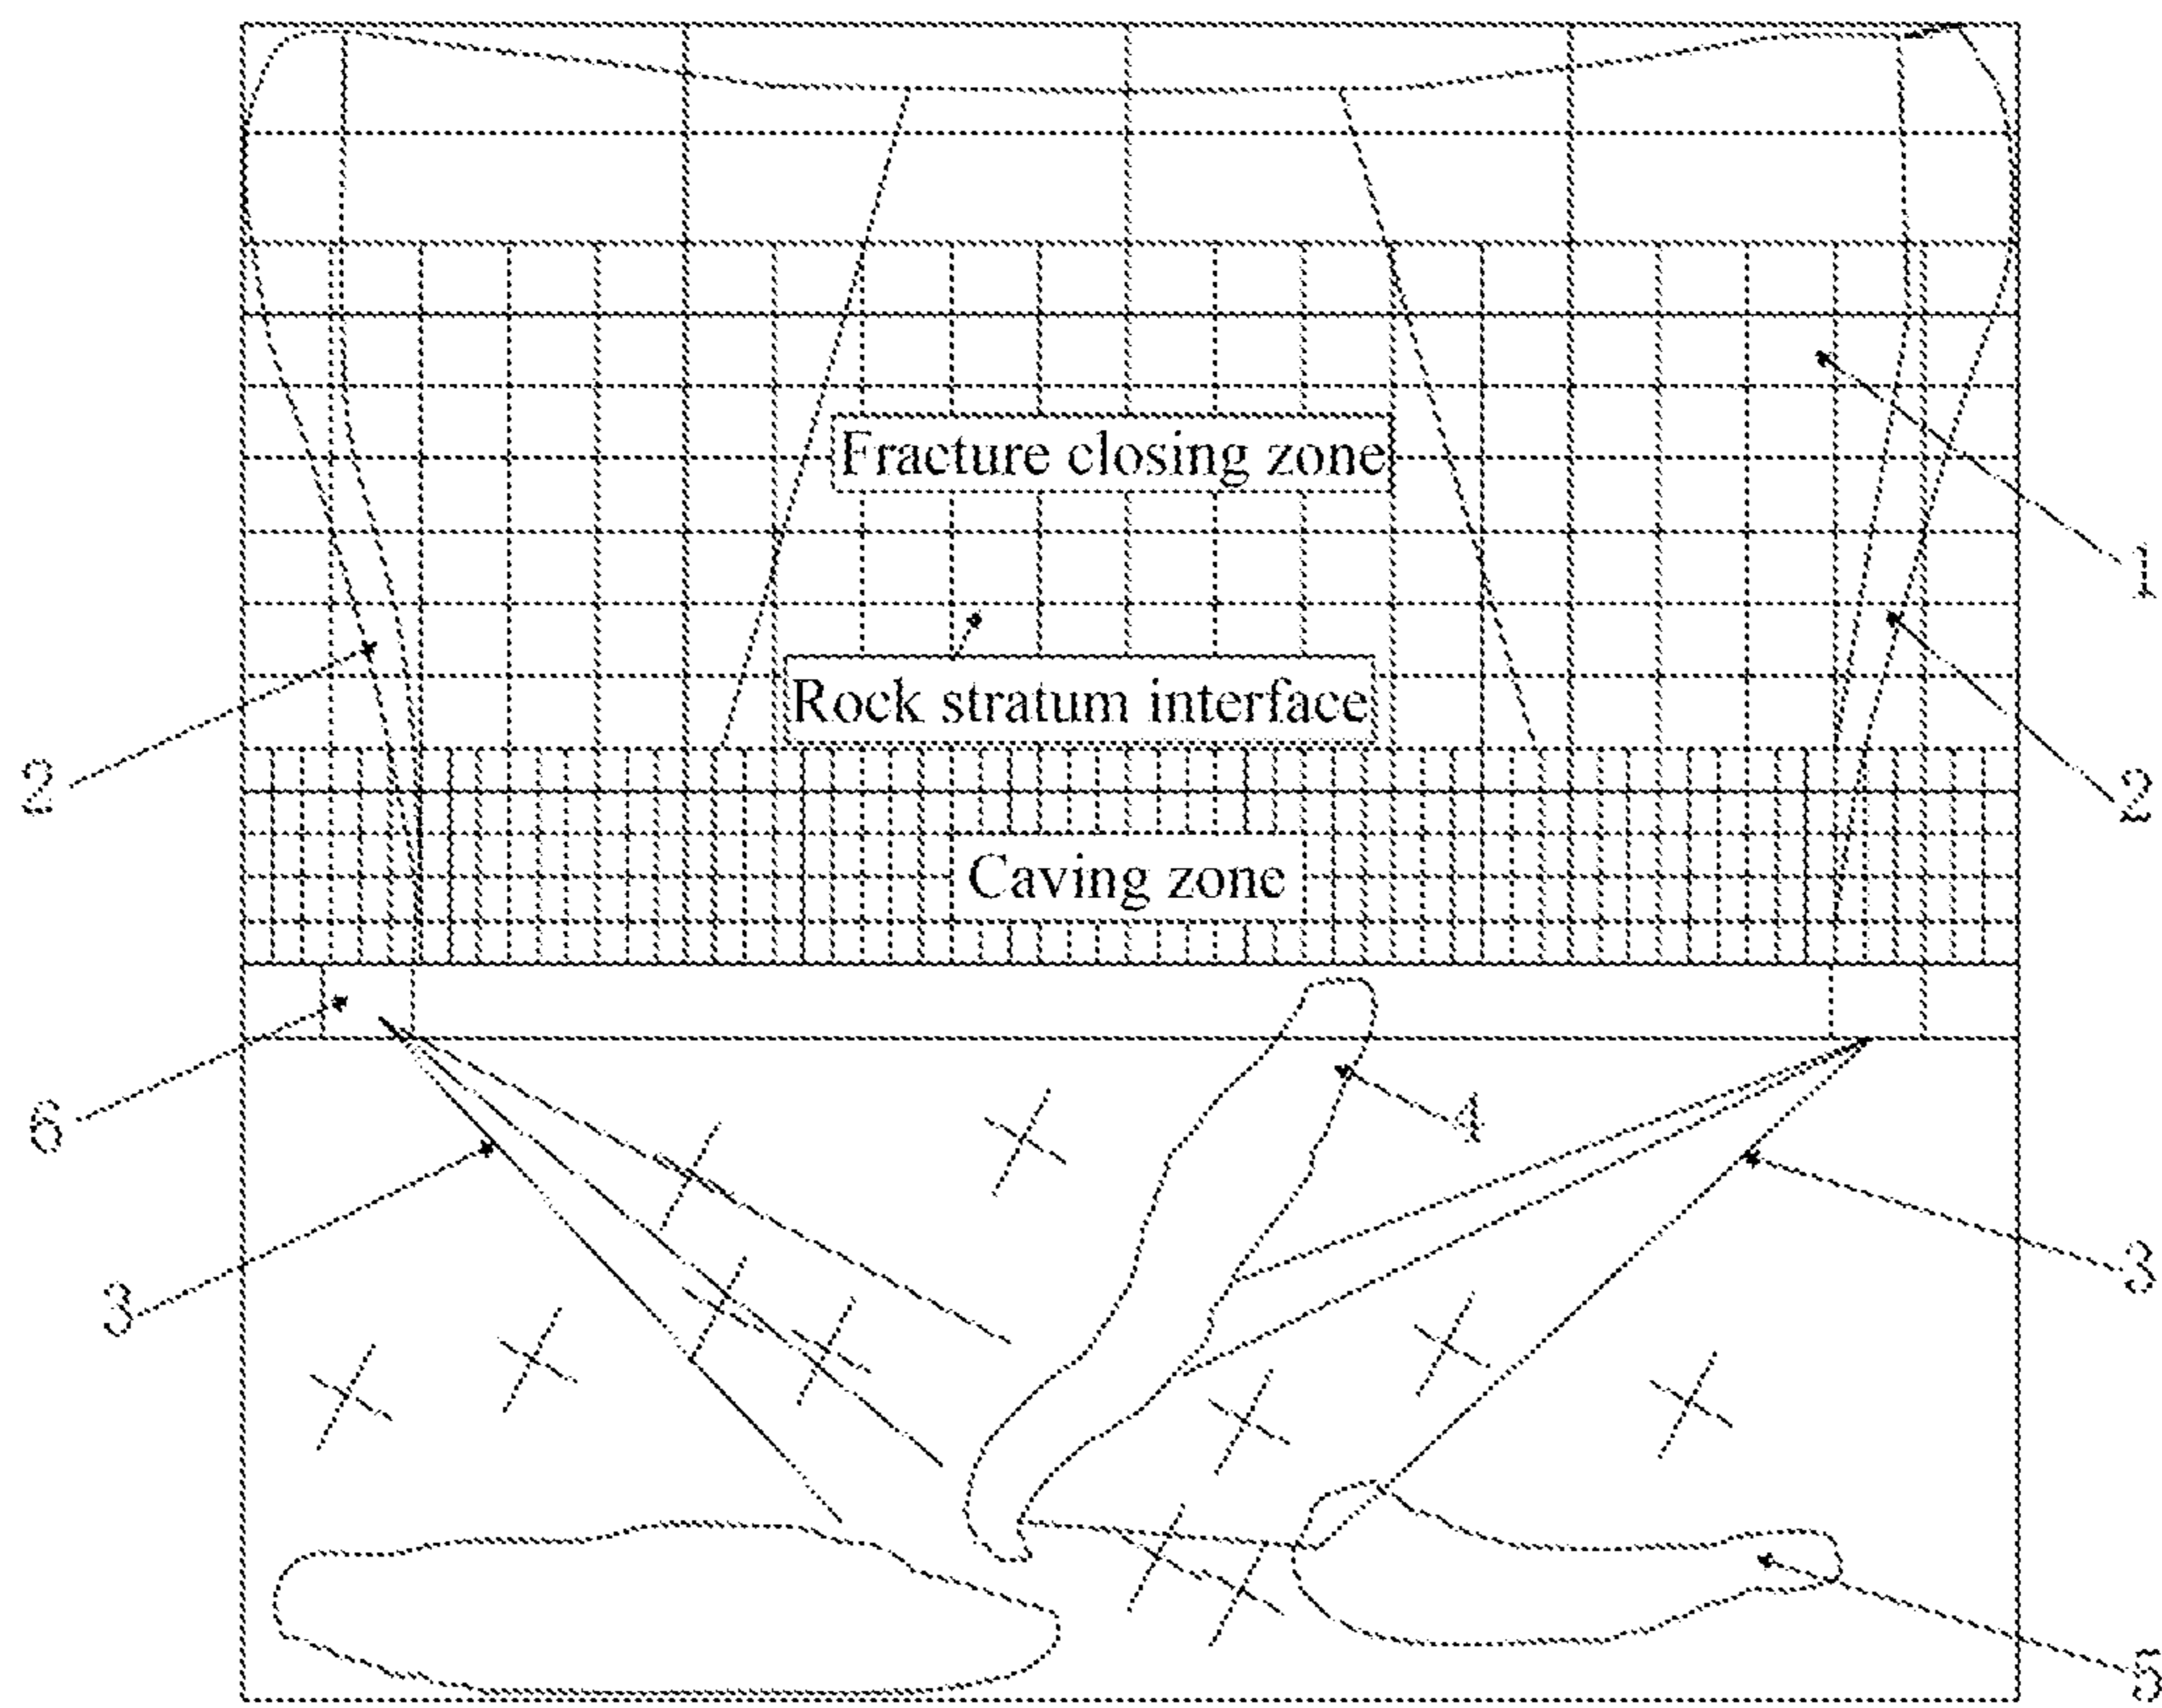 Fracture closing zone
1
Rock stratum interface
2
2
Caving zone
6
4
3
3
5